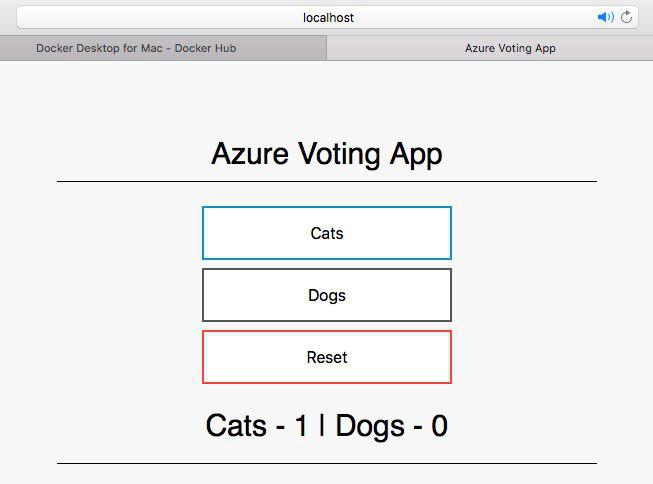 localhost
Docker Desktop for Mac - Docker Hub
Azure Voting App
Azure Voting App
Cats
Dogs
Reset
Cats - 1 | Dogs - 0